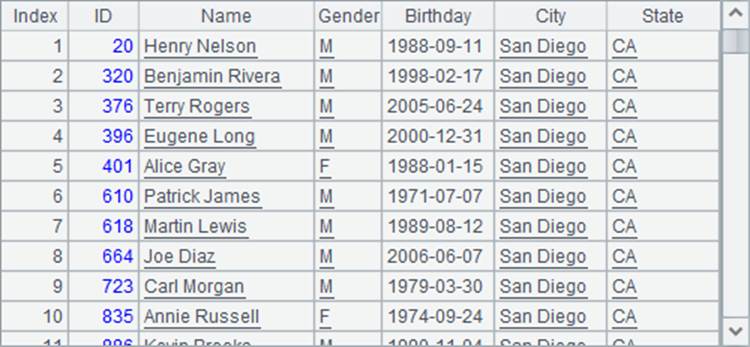 Index ID Name Gender Birthday City State
1 20 Henry Nelson M 1988-09-11 San Diego CA
2 320 Benjamin Rivera M 1998-02-17 San Diego CA
3 376 Terry Rogers M 2005-06-24 San Diego CA
4 396 Eugene Long M 2000-12-31 San Diego CA
5 401 Alice Gray F 1988-01-15 San Diego CA
6 610 Patrick James M 1971-07-07 San Diego CA
7 618 Martin Lewis M 1989-08-12 San Diego CA
8 664 Joe Diaz M 2006-06-07 San Diego CA
9 723 Carl Morgan M 1979-03-30 San Diego CA
10 835 Annie Russell F 1974-09-24 San Diego CA
11 Kevin Brooks M San Diego CA